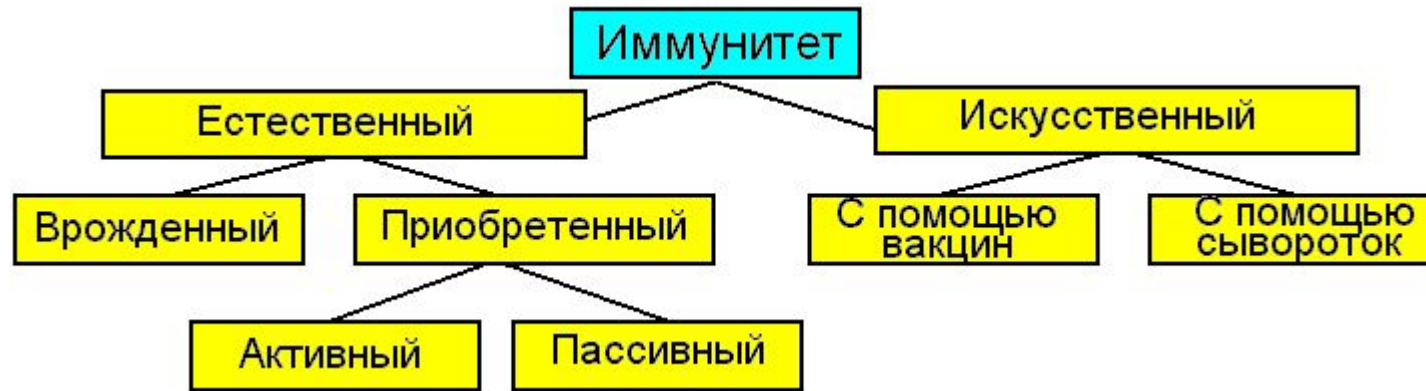 Иммунитет
Естественный
Искусственный
Врожденный
Приобретенный
С помощью
вакцин
С помощью
сывороток
Активный
Пассивный